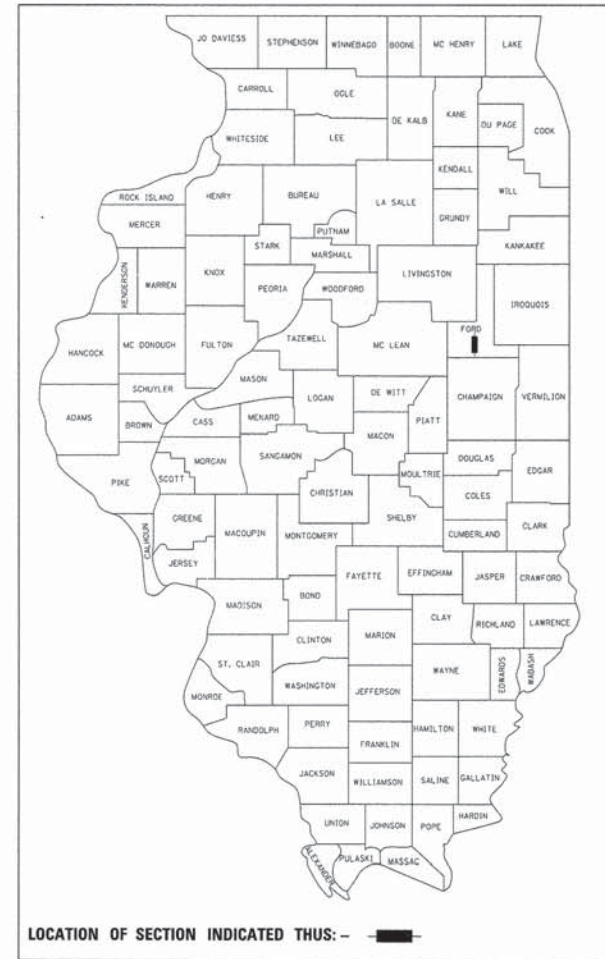 JO DAVIESS STEPHENSON WINNEBAGO BOONE MC HENRY LAKE
CARROLL OGLE DE KALB KANE DU PAGE COOK
WHITESIDE LEE
KENDALL WILL
ROCK ISLAND HENRY BUREAU LA SALLE GRUNDY
MERCER PUTNAM
STARK MARSHALL KANKAKEE
HENDERSON WARREN KNOX PEORIA WOODFORD LIVINGSTON IROQUOIS
FORD
HANCOCK MC DONOUGH FULTON TAZEWELL MC LEAN
SCHUYLER MASON LOGAN DE WITT CHAMPAIGN VERMILION
ADAMS BROWN CASS MENARD MACON PIATT
PIKE SCOTT MORGAN SANGAMON MOULTRIE DOUGLAS EDGAR
CHRISTIAN COLES
CALHOUN GREENE MACOUPIN MONTGOMERY SHELBY CUMBERLAND CLARK
JERSEY FAYETTE EFFINGHAM JASPER CRAWFORD
MADISON BOND CLAY RICHLAND LAWRENCE
CLINTON MARION EDWARDS WABASH
ST. CLAIR WAYNE
MONROE WASHINGTON JEFFERSON
RANDOLPH PERRY HAMILTON WHITE
FRANKLIN
JACKSON WILLIAMSON SALINE GALLATIN
UNION JOHNSON POPE HARDIN
ALEXANDER PULASKI MASSAC
LOCATION OF SECTION INDICATED THUS: -